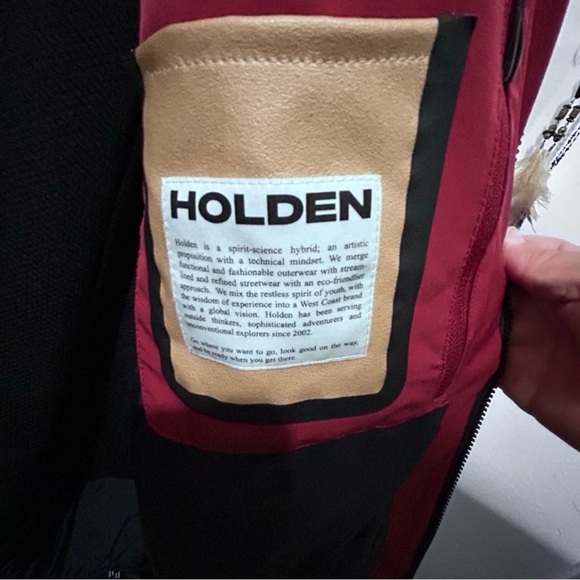 HOLDEN
Holden is a spirit-science hybrid; an artistic
proposition with a technical mindset. We merge
functional and fashionable outerwear with stream-
lined and refined streetwear with an eco-friendlier
approach. We mix the restless spirit of youth, with
the wisdom of experience into a West Coast brand
with a global vision. Holden has been serving
outside thinkers, sophisticated adventurers and
unconventional explorers since 2002.
Go, where you want to go, look good on the way,
and be ready when you get there.